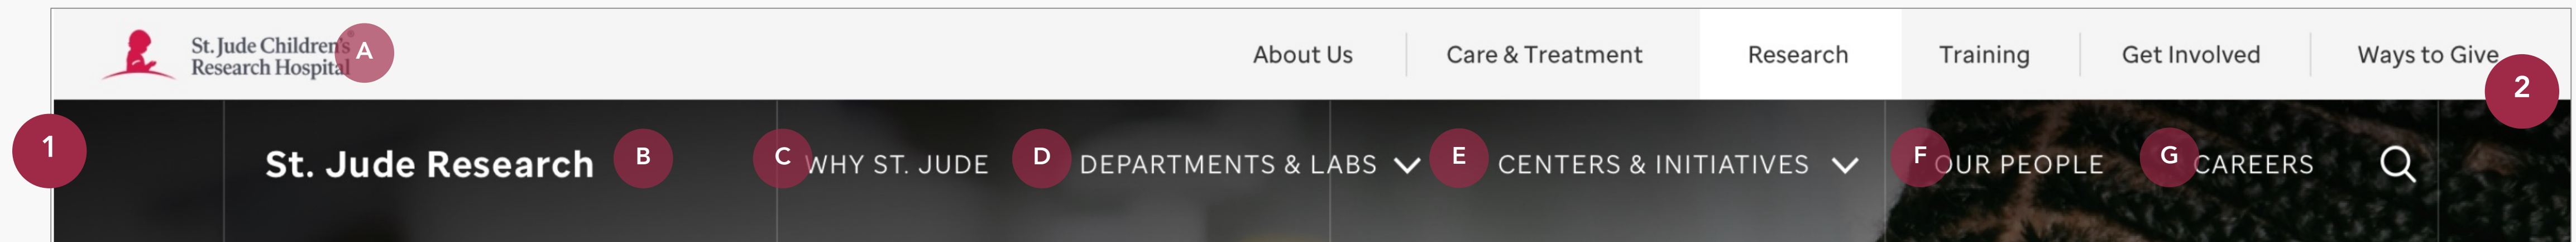 St. Jude Children's® A
Research Hospital
About Us Care & Treatment Research Training Get Involved Ways to Give
2
1
St. Jude Research B C WHY ST. JUDE D DEPARTMENTS & LABS E CENTERS & INITIATIVES F OUR PEOPLE G CAREERS